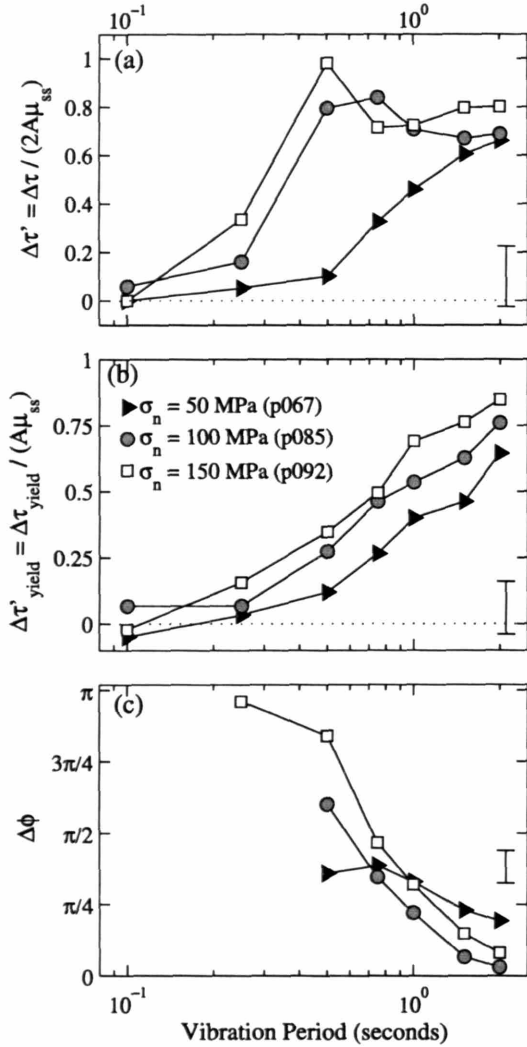 10⁻¹ 10⁰
(a)
1
0.8
0.6
0.4
0.2
0
Δτ' = Δτ / (2Aμss)
(b)
1
0.75
0.5
0.25
0
Δτ'yield = Δτyield / (Aμss)
σn = 50 MPa (p067)
σn = 100 MPa (p085)
σn = 150 MPa (p092)
(c)
π
3π/4
π/2
π/4
0
Δϕ
10⁻¹ 10⁰
Vibration Period (seconds)